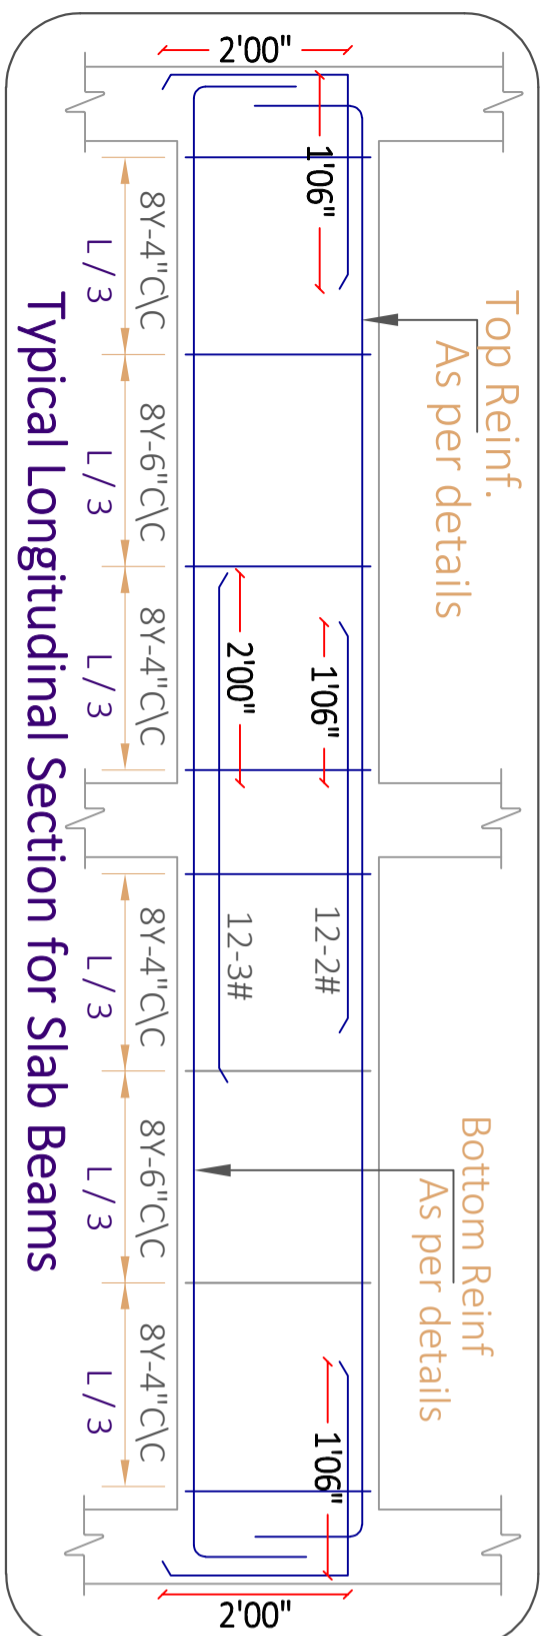 Top Reinf.
As per details
Bottom Reinf
As per details
2'00"
1'06"
1'06"
12-2#
1'06"
2'00"
2'00"
12-3#
8Y-4"C\C
8Y-6"C\C
8Y-4"C\C
8Y-4"C\C
8Y-6"C\C
8Y-4"C\C
L / 3
L / 3
L / 3
L / 3
L / 3
L / 3
Typical Longitudinal Section for Slab Beams